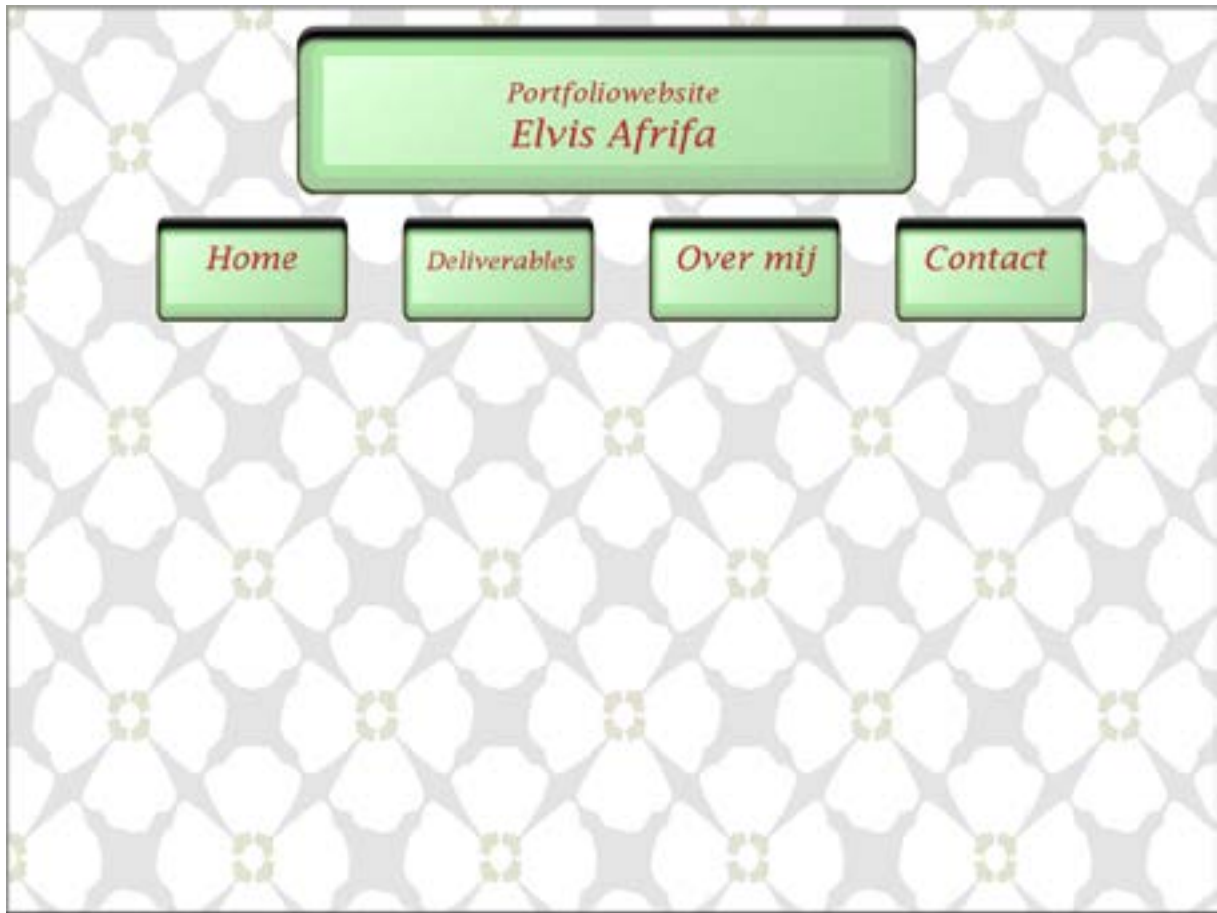 Portfoliowebsite
Elvis Afrifa
Home
Deliverables
Over mij
Contact